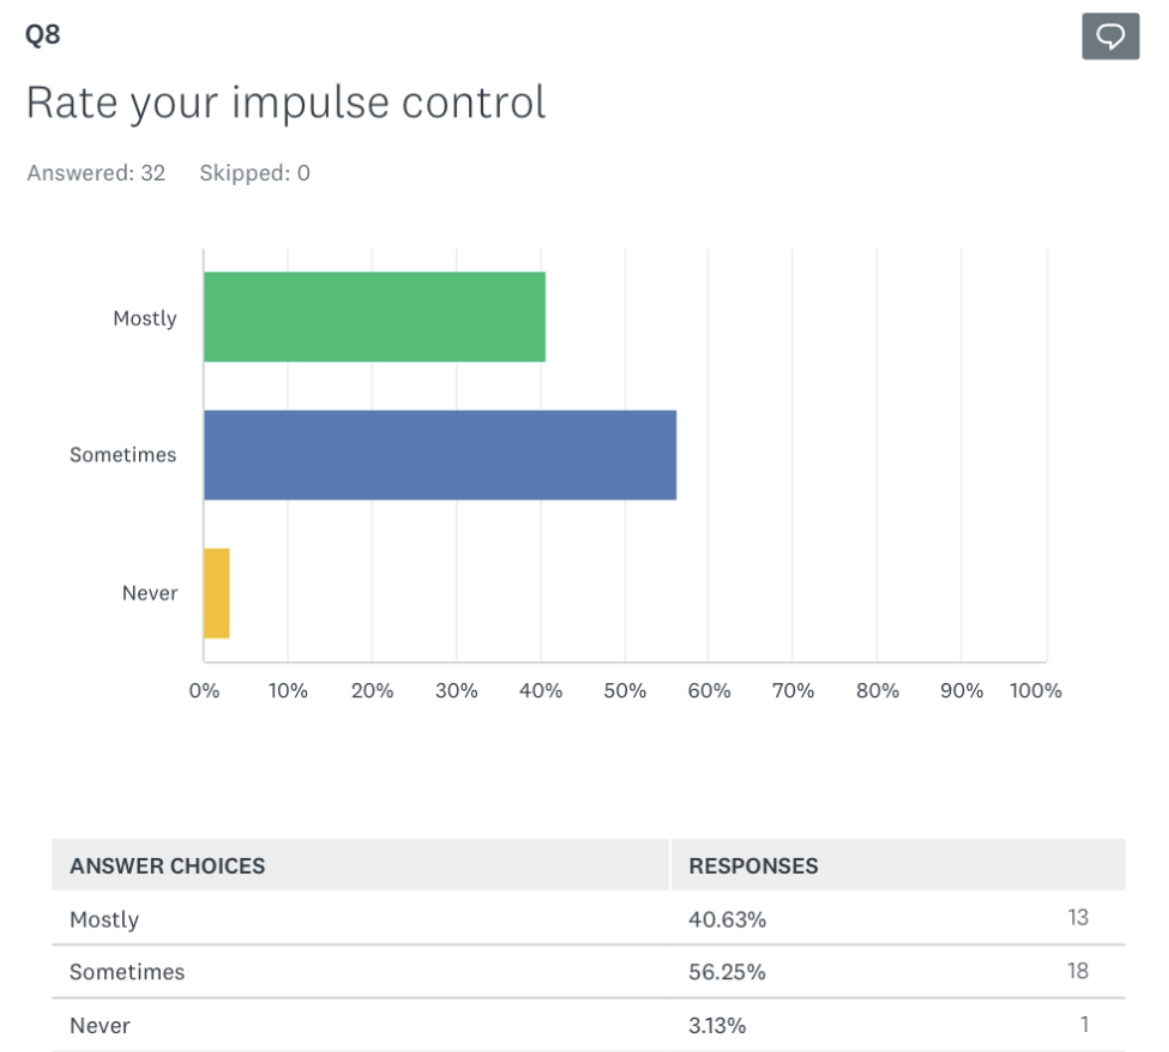 Q8
Rate your impulse control
Answered: 32 Skipped: 0
Mostly
Sometimes
Never
0% 10% 20% 30% 40% 50% 60% 70% 80% 90% 100%
ANSWER CHOICES RESPONSES
Mostly 40.63% 13
Sometimes 56.25% 18
Never 3.13% 1